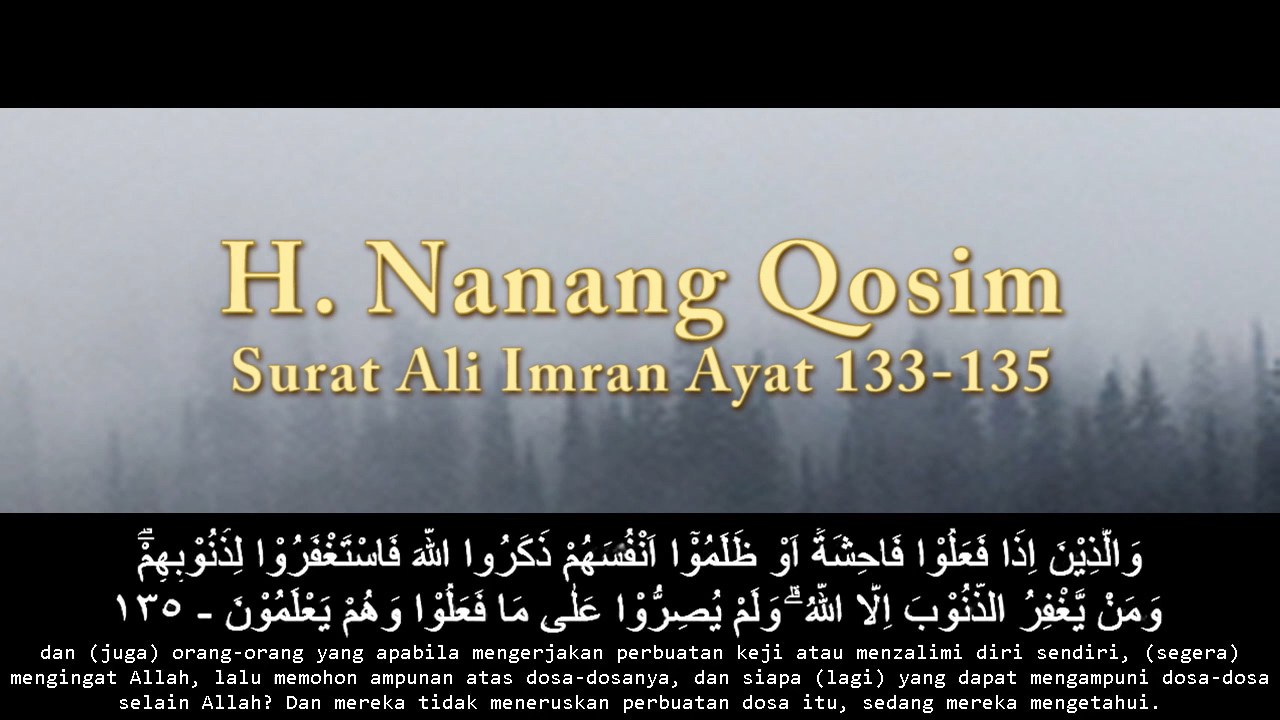 H. Nanang Qosim
Surat Ali Imran Ayat 133-135
وَالَّذِيْنَ اِذَا فَعَلُوْا فَاحِشَةً اَوْ ظَلَمُوْٓا اَنْفُسَهُمْ ذَكَرُوا اللّٰهَ فَاسْتَغْفَرُوْا لِذُنُوْبِهِمْۗ
وَمَنْ يَّغْفِرُ الذُّنُوْبَ اِلَّا اللّٰهُ ۗ وَلَمْ يُصِرُّوْا عَلٰى مَا فَعَلُوْا وَهُمْ يَعْلَمُوْنَ - ١٣٥
dan (juga) orang-orang yang apabila mengerjakan perbuatan keji atau menzalimi diri sendiri, (segera)
mengingat Allah, lalu memohon ampunan atas dosa-dosanya, dan siapa (lagi) yang dapat mengampuni dosa-dosa
selain Allah? Dan mereka tidak meneruskan perbuatan dosa itu, sedang mereka mengetahui.